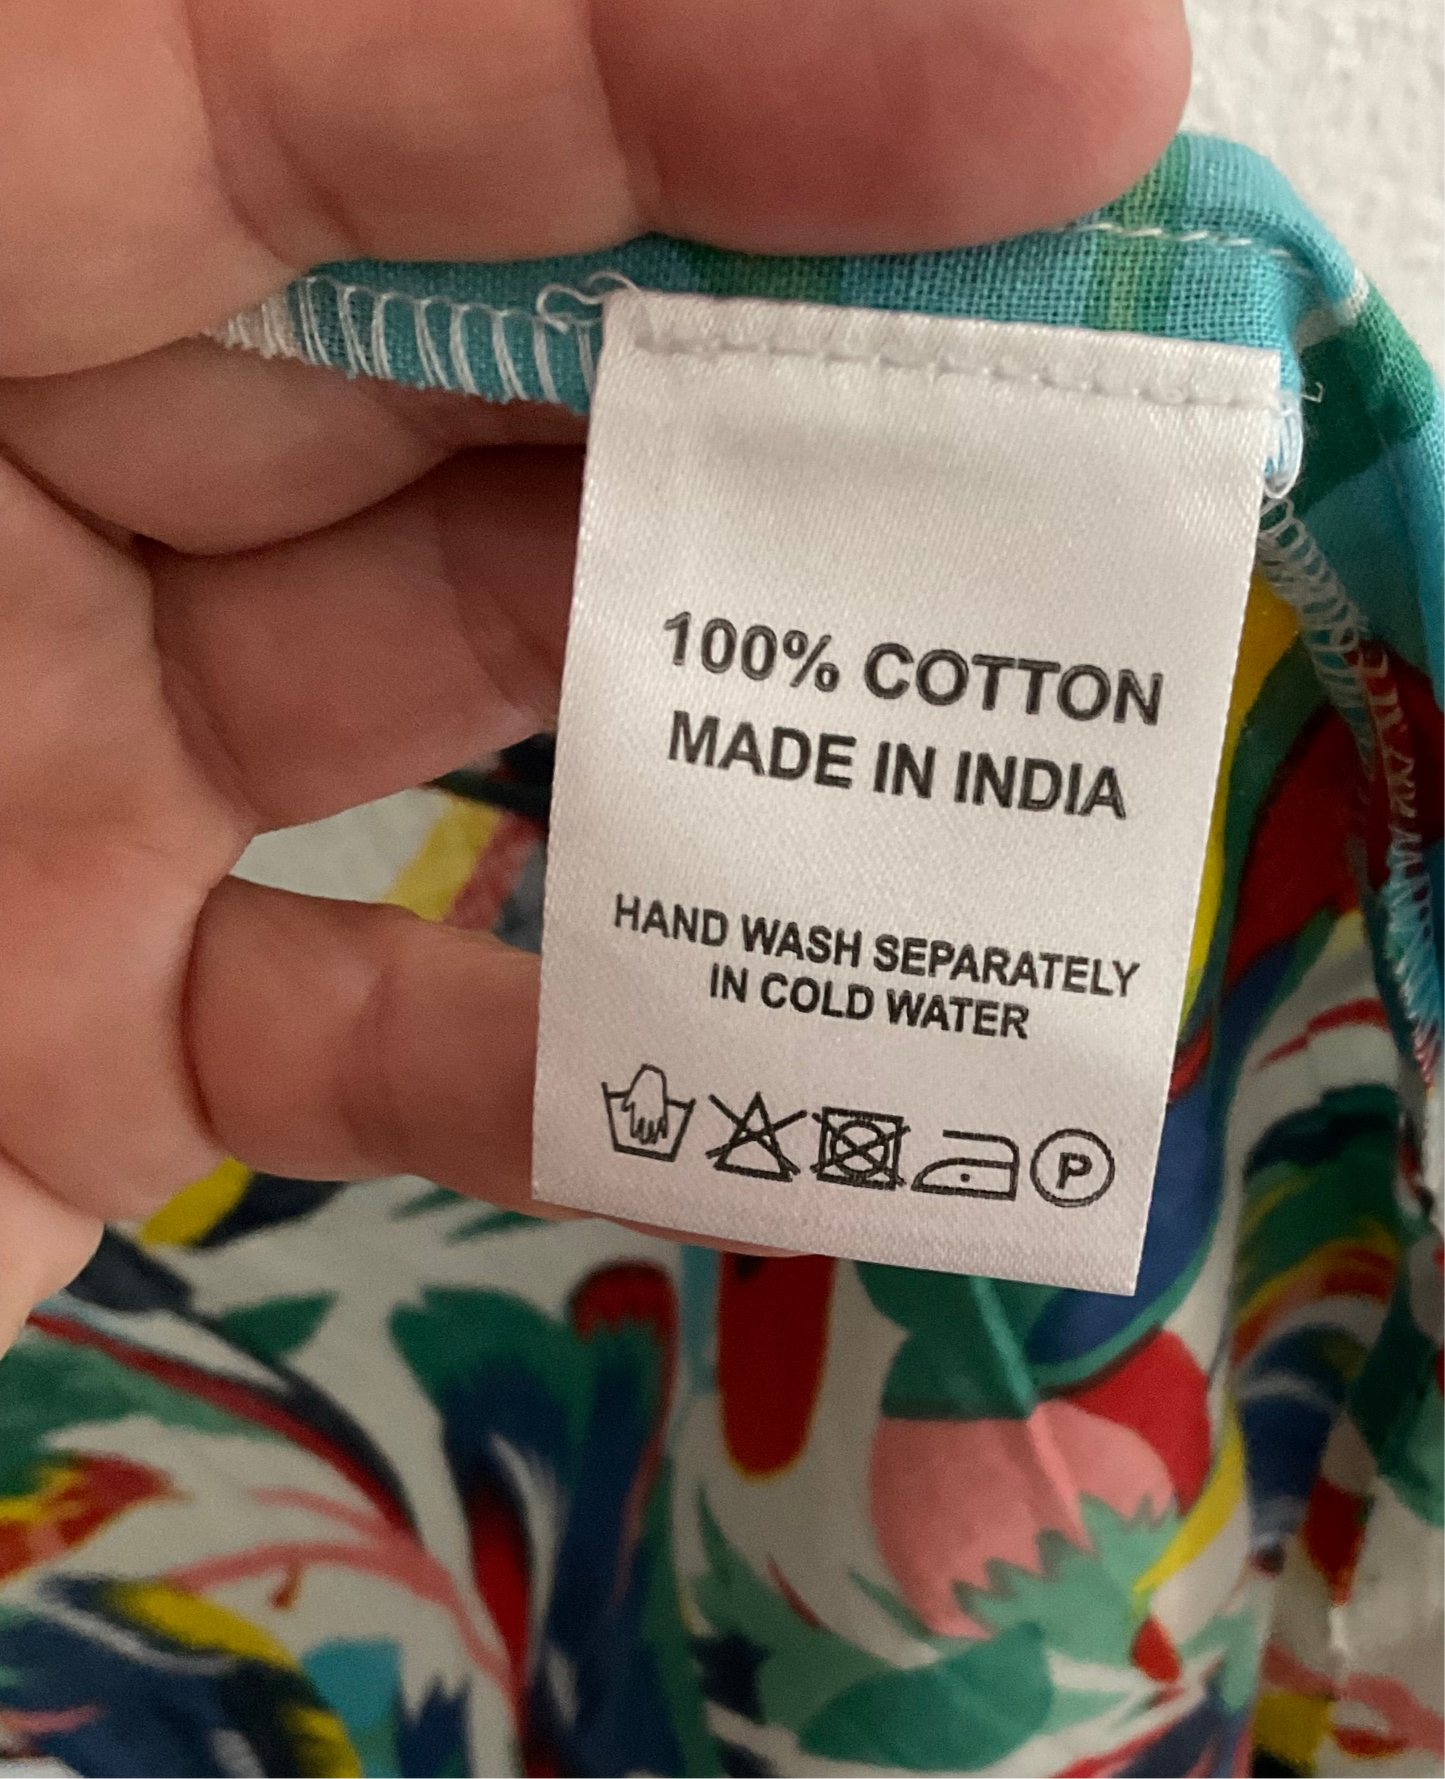 100% COTTON
MADE IN INDIA
HAND WASH SEPARATELY
IN COLD WATER
P